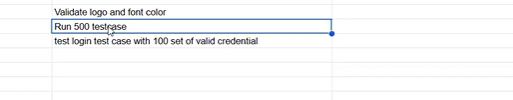 Validate logo and font color
Run 500 testcase
test login test case with 100 set of valid credential